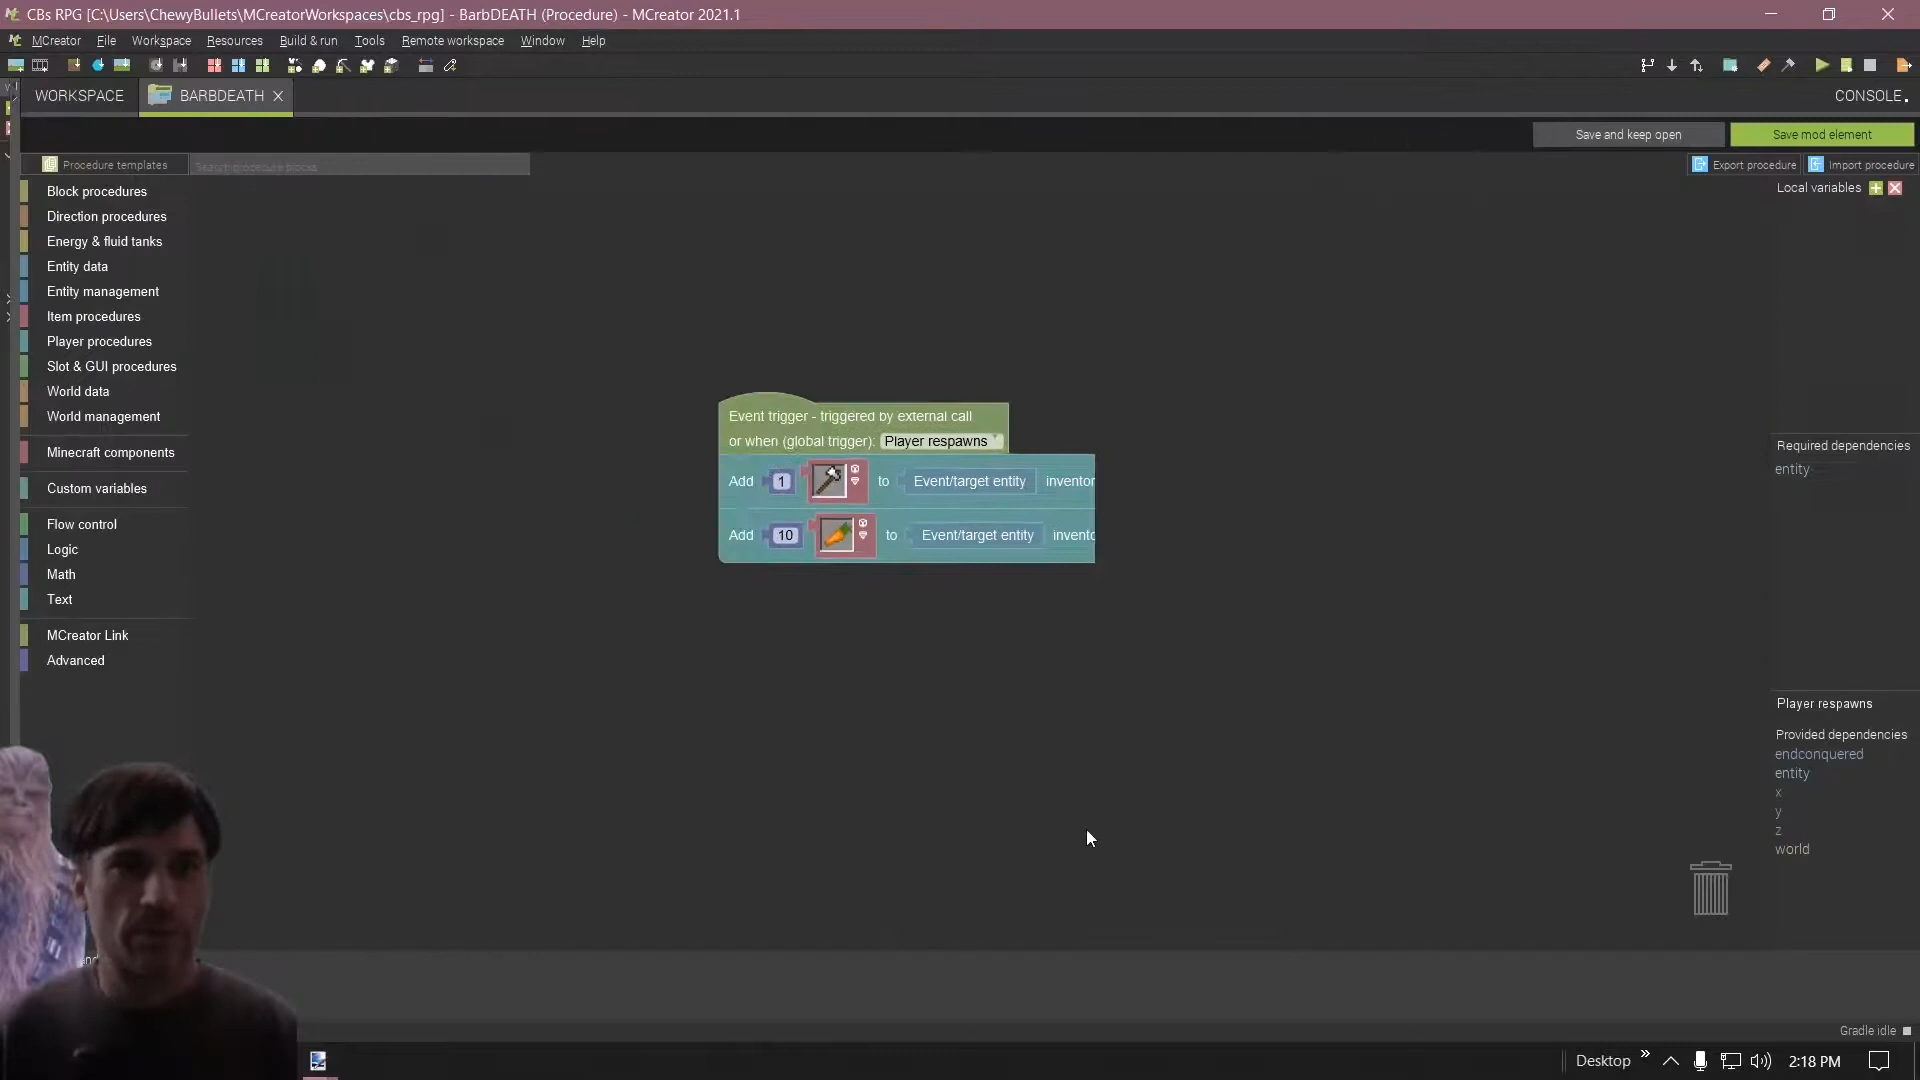 CBs RPG [C:\Users\ChewyBullets\MCreatorWorkspaces\cbs_rpg] - BarbDEATH (Procedure) - MCreator 2021.1
MCreator File Workspace Resources Build & run Tools Remote workspace Window Help
WORKSPACE BARBDEATH CONSOLE
Save and keep open Save mod element
Procedure templates Search procedure blocks Export procedure Import procedure
Local variables
Block procedures
Direction procedures
Energy & fluid tanks
Entity data
Entity management
Item procedures
Player procedures
Slot & GUI procedures
World data
World management
Minecraft components
Custom variables
Flow control
Logic
Math
Text
MCreator Link
Advanced
Event trigger - triggered by external call
or when (global trigger): Player respawns
Add 1 to Event/target entity inventor
Add 10 to Event/target entity invento
Required dependencies
entity
Player respawns
Provided dependencies
endconquered
entity
x
y
z
world
Gradle idle
Desktop 2:18 PM